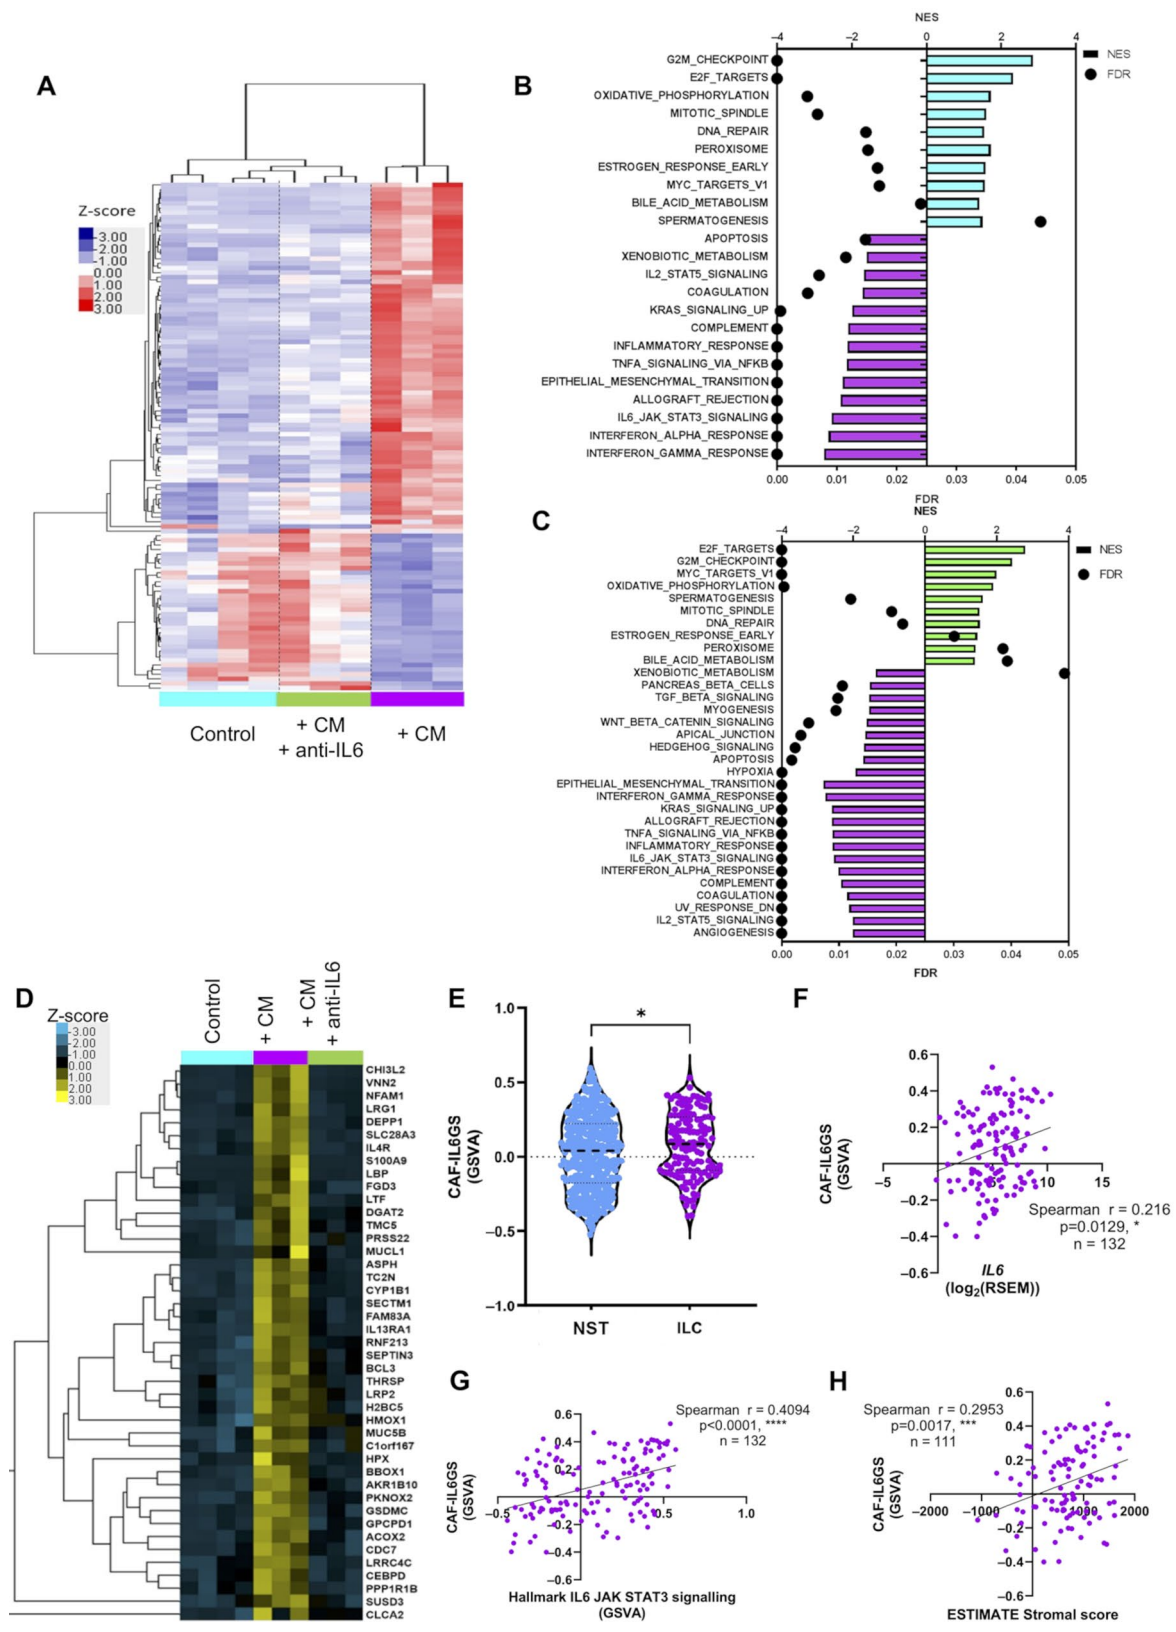 A
Z-score
-3.00
-2.00
-1.00
0.00
1.00
2.00
3.00
Control
+ CM
+ anti-IL6
+ CM
B
NES
−4 −2 0 2 4
NES
FDR
G2M_CHECKPOINT
E2F_TARGETS
OXIDATIVE_PHOSPHORYLATION
MITOTIC_SPINDLE
DNA_REPAIR
PEROXISOME
ESTROGEN_RESPONSE_EARLY
MYC_TARGETS_V1
BILE_ACID_METABOLISM
SPERMATOGENESIS
APOPTOSIS
XENOBIOTIC_METABOLISM
IL2_STAT5_SIGNALING
COAGULATION
KRAS_SIGNALING_UP
COMPLEMENT
INFLAMMATORY_RESPONSE
TNFA_SIGNALING_VIA_NFKB
EPITHELIAL_MESENCHYMAL_TRANSITION
ALLOGRAFT_REJECTION
IL6_JAK_STAT3_SIGNALING
INTERFERON_ALPHA_RESPONSE
INTERFERON_GAMMA_RESPONSE
0.00 0.01 0.02 0.03 0.04 0.05
FDR
C
NES
−4 −2 0 2 4
NES
FDR
E2F_TARGETS
G2M_CHECKPOINT
MYC_TARGETS_V1
OXIDATIVE_PHOSPHORYLATION
SPERMATOGENESIS
MITOTIC_SPINDLE
DNA_REPAIR
ESTROGEN_RESPONSE_EARLY
PEROXISOME
BILE_ACID_METABOLISM
XENOBIOTIC_METABOLISM
PANCREAS_BETA_CELLS
TGF_BETA_SIGNALING
MYOGENESIS
WNT_BETA_CATENIN_SIGNALING
APICAL_JUNCTION
HEDGEHOG_SIGNALING
APOPTOSIS
HYPOXIA
EPITHELIAL_MESENCHYMAL_TRANSITION
INTERFERON_GAMMA_RESPONSE
KRAS_SIGNALING_UP
ALLOGRAFT_REJECTION
TNFA_SIGNALING_VIA_NFKB
INFLAMMATORY_RESPONSE
IL6_JAK_STAT3_SIGNALING
INTERFERON_ALPHA_RESPONSE
COMPLEMENT
COAGULATION
UV_RESPONSE_DN
IL2_STAT5_SIGNALING
ANGIOGENESIS
0.00 0.01 0.02 0.03 0.04 0.05
FDR
D
Z-score
-3.00
-2.00
-1.00
0.00
1.00
2.00
3.00
Control
+ CM
+ CM
+ anti-IL6
CHI3L2
VNN2
NFAM1
LRG1
DEPP1
SLC28A3
IL4R
S100A9
LBP
FGD3
LTF
DGAT2
TMC5
PRSS22
MUCL1
ASPH
TC2N
CYP1B1
SECTM1
FAM83A
IL13RA1
RNF213
SEPTIN3
BCL3
THRSP
LRP2
H2BC5
HMOX1
MUC5B
C1orf167
HPX
BBOX1
AKR1B10
PKNOX2
GSDMC
GPCPD1
ACOX2
CDC7
LRRC4C
CEBPD
PPP1R1B
SUSD3
CLCA2
E
CAF-IL6GS
(GSVA)
1.0
0.5
0.0
−0.5
−1.0
*
NST ILC
F
CAF-IL6GS
(GSVA)
0.6
0.4
0.2
−0.2
−0.4
−0.6
−5 5 10 15
Spearman r = 0.216
p=0.0129, *
n = 132
IL6
(log2(RSEM))
G
CAF-IL6GS
(GSVA)
Spearman r = 0.4094
p<0.0001, ****
n = 132
0.6
0.4
0.2
−0.2
−0.4
−0.6
−0.5 0.5 1.0
Hallmark IL6 JAK STAT3 signalling
(GSVA)
H
CAF-IL6GS
(GSVA)
Spearman r = 0.2953
p=0.0017, ***
n = 111
0.6
0.4
0.2
−0.2
−0.4
−0.6
−2000 −1000 1000 2000
ESTIMATE Stromal score